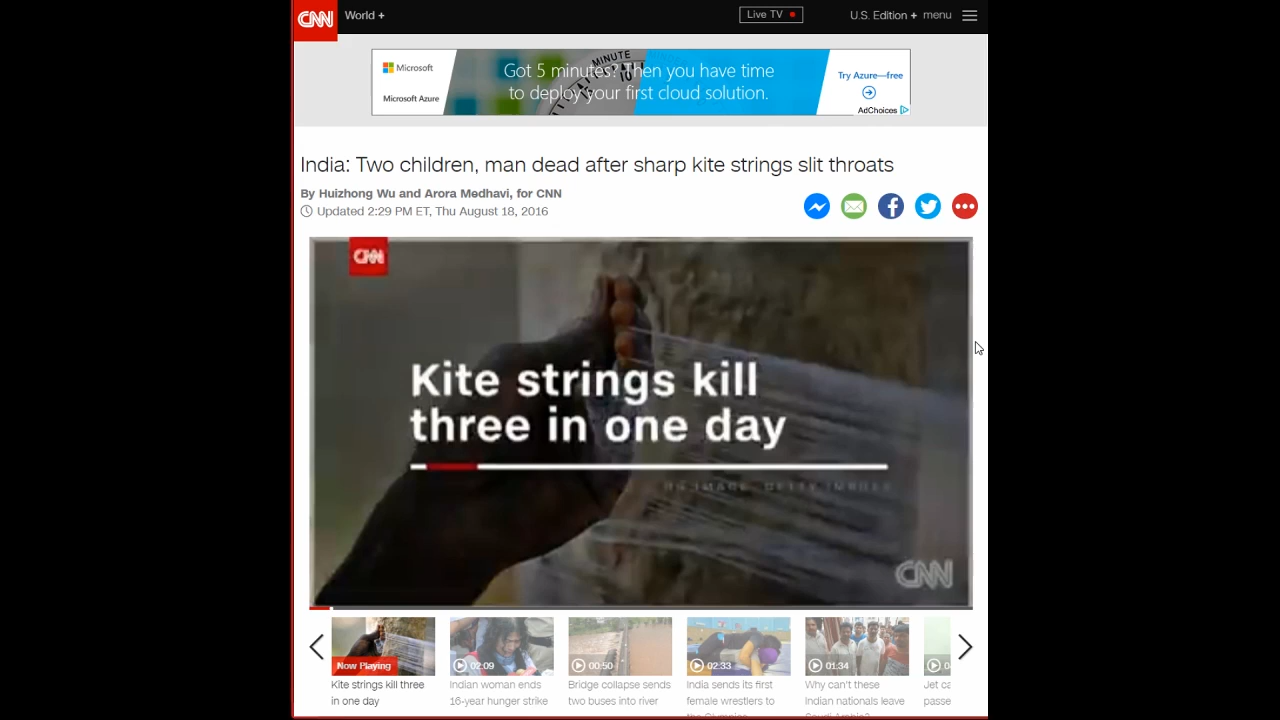 CNN World + Live TV U.S. Edition + menu
Microsoft
Microsoft Azure
MINUTE
10
Got 5 minutes? Then you have time
to deploy your first cloud solution.
Try Azure—free
AdChoices
India: Two children, man dead after sharp kite strings slit throats
By Huizhong Wu and Arora Medhavi, for CNN
Updated 2:29 PM ET, Thu August 18, 2016
CNN
Kite strings kill
three in one day
CNN
Now Playing 02:09 00:50 02:33 01:34
Kite strings kill three
in one day
Indian woman ends
16-year hunger strike
Bridge collapse sends
two buses into river
India sends its first
female wrestlers to
Why can't these
Indian nationals leave
Jet ca
passe